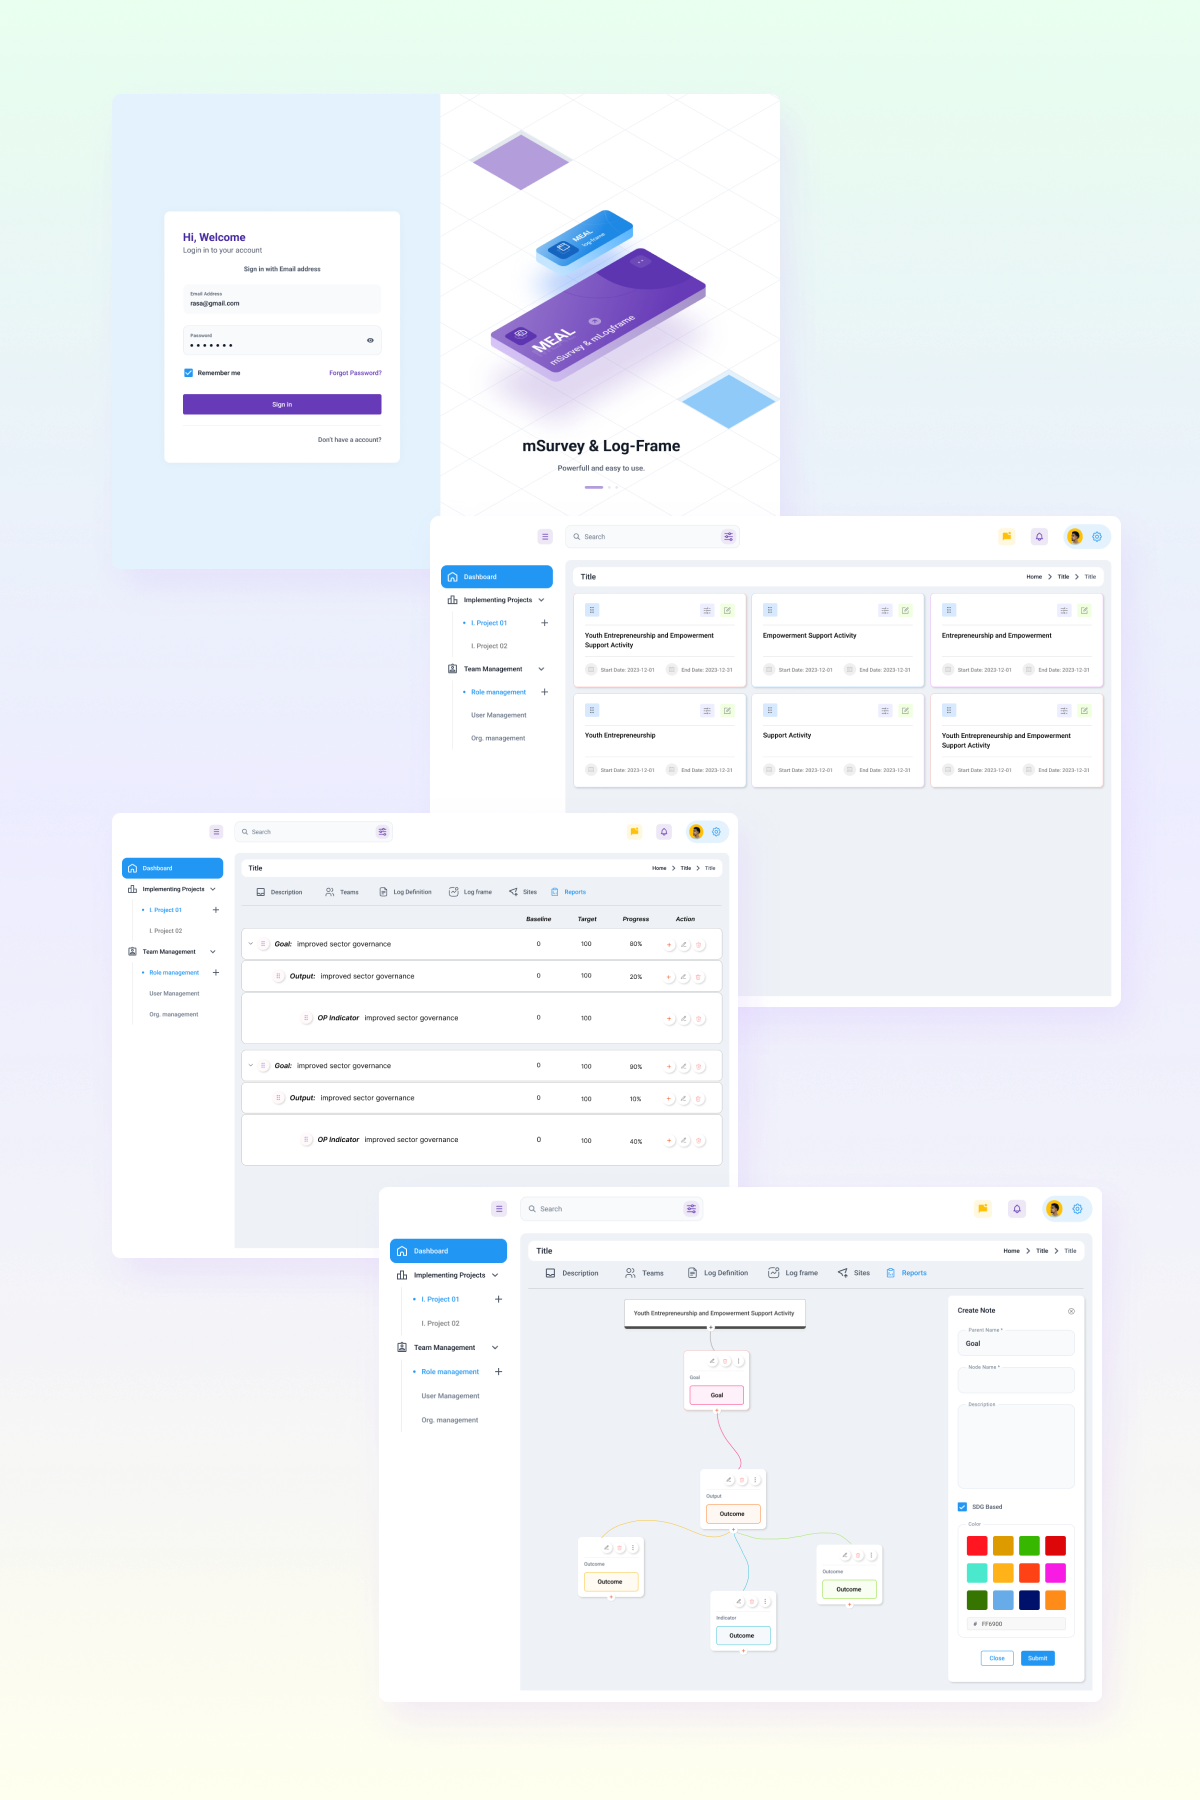 Hi, Welcome
Login in to your account
Sign in with Email address
Email Address
rasa@gmail.com
Password
Remember me
Forgot Password?
Sign in
Don't have a account?
MEAL
log-frame
MEAL
mSurvey & mLogframe
mSurvey & Log-Frame
Powerfull and easy to use.
Search
Dashboard
Implementing Projects
I. Project 01
I. Project 02
Team Management
Role management
User Management
Org. management
Title
Home > Title > Title
Youth Entrepreneurship and Empowerment
Support Activity
Start Date: 2023-12-01
End Date: 2023-12-31
Empowerment Support Activity
Start Date: 2023-12-01
End Date: 2023-12-31
Entrepreneurship and Empowerment
Start Date: 2023-12-01
End Date: 2023-12-31
Youth Entrepreneurship
Start Date: 2023-12-01
End Date: 2023-12-31
Support Activity
Start Date: 2023-12-01
End Date: 2023-12-31
Youth Entrepreneurship and Empowerment
Support Activity
Start Date: 2023-12-01
End Date: 2023-12-31
Search
Dashboard
Implementing Projects
I. Project 01
I. Project 02
Team Management
Role management
User Management
Org. management
Title
Home > Title > Title
Description Teams Log Definition Log frame Sites Reports
Baseline Target Progress Action
Goal: improved sector governance 0 100 80%
Output: improved sector governance 0 100 20%
OP Indicator improved sector governance 0 100
Goal: improved sector governance 0 100 90%
Output: improved sector governance 0 100 10%
OP Indicator improved sector governance 0 100 40%
Search
Dashboard
Implementing Projects
I. Project 01
I. Project 02
Team Management
Role management
User Management
Org. management
Title
Home > Title > Title
Description Teams Log Definition Log frame Sites Reports
Youth Entrepreneurship and Empowerment Support Activity
Goal
Goal
Output
Outcome
Outcome
Outcome
Outcome
Outcome
Indicator
Outcome
Create Note
Parent Name *
Goal
Node Name *
Description
SDG Based
Color
# FF6900
Close
Submit